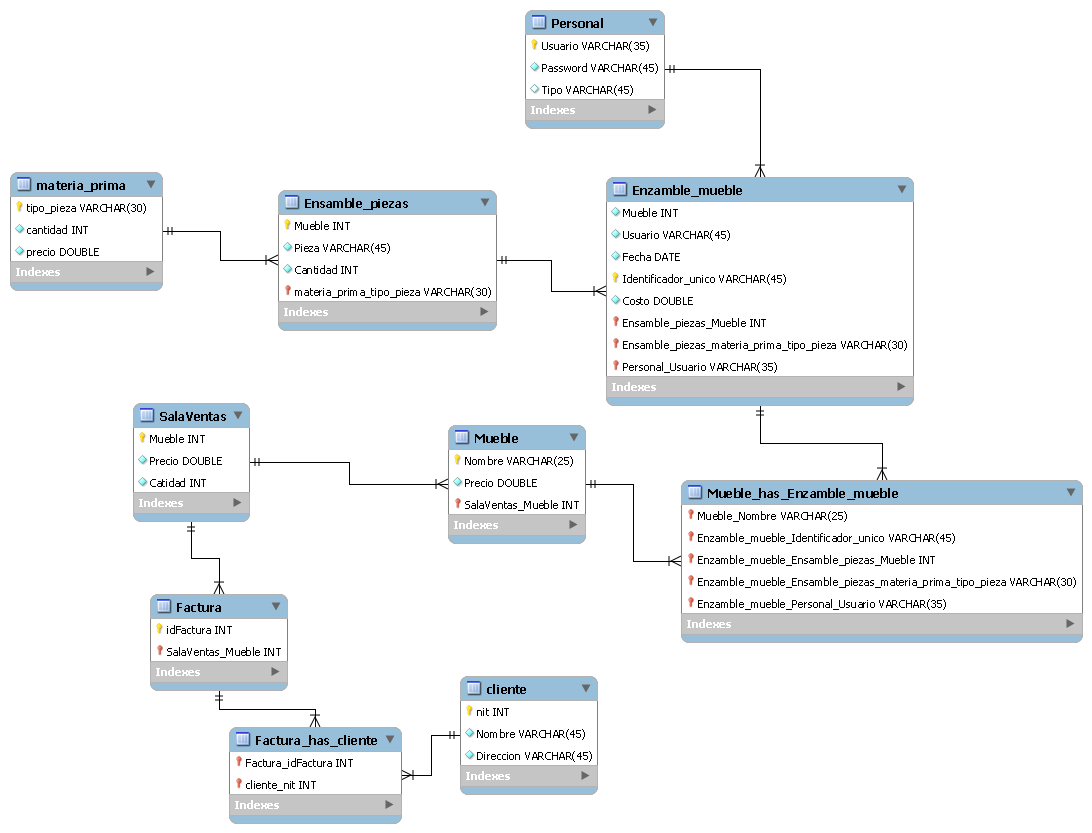 Personal
Usuario VARCHAR(35)
Password VARCHAR(45)
Tipo VARCHAR(45)
Indexes
materia_prima
tipo_pieza VARCHAR(30)
cantidad INT
precio DOUBLE
Indexes
Ensamble_piezas
Mueble INT
Pieza VARCHAR(45)
Cantidad INT
materia_prima_tipo_pieza VARCHAR(30)
Indexes
Enzamble_mueble
Mueble INT
Usuario VARCHAR(45)
Fecha DATE
Identificador_unico VARCHAR(45)
Costo DOUBLE
Ensamble_piezas_Mueble INT
Ensamble_piezas_materia_prima_tipo_pieza VARCHAR(30)
Personal_Usuario VARCHAR(35)
Indexes
SalaVentas
Mueble INT
Precio DOUBLE
Catidad INT
Indexes
Mueble
Nombre VARCHAR(25)
Precio DOUBLE
SalaVentas_Mueble INT
Indexes
Mueble_has_Enzamble_mueble
Mueble_Nombre VARCHAR(25)
Enzamble_mueble_Identificador_unico VARCHAR(45)
Enzamble_mueble_Ensamble_piezas_Mueble INT
Enzamble_mueble_Ensamble_piezas_materia_prima_tipo_pieza VARCHAR(30)
Enzamble_mueble_Personal_Usuario VARCHAR(35)
Indexes
Factura
idFactura INT
SalaVentas_Mueble INT
Indexes
Factura_has_cliente
Factura_idFactura INT
cliente_nit INT
Indexes
cliente
nit INT
Nombre VARCHAR(45)
Direccion VARCHAR(45)
Indexes